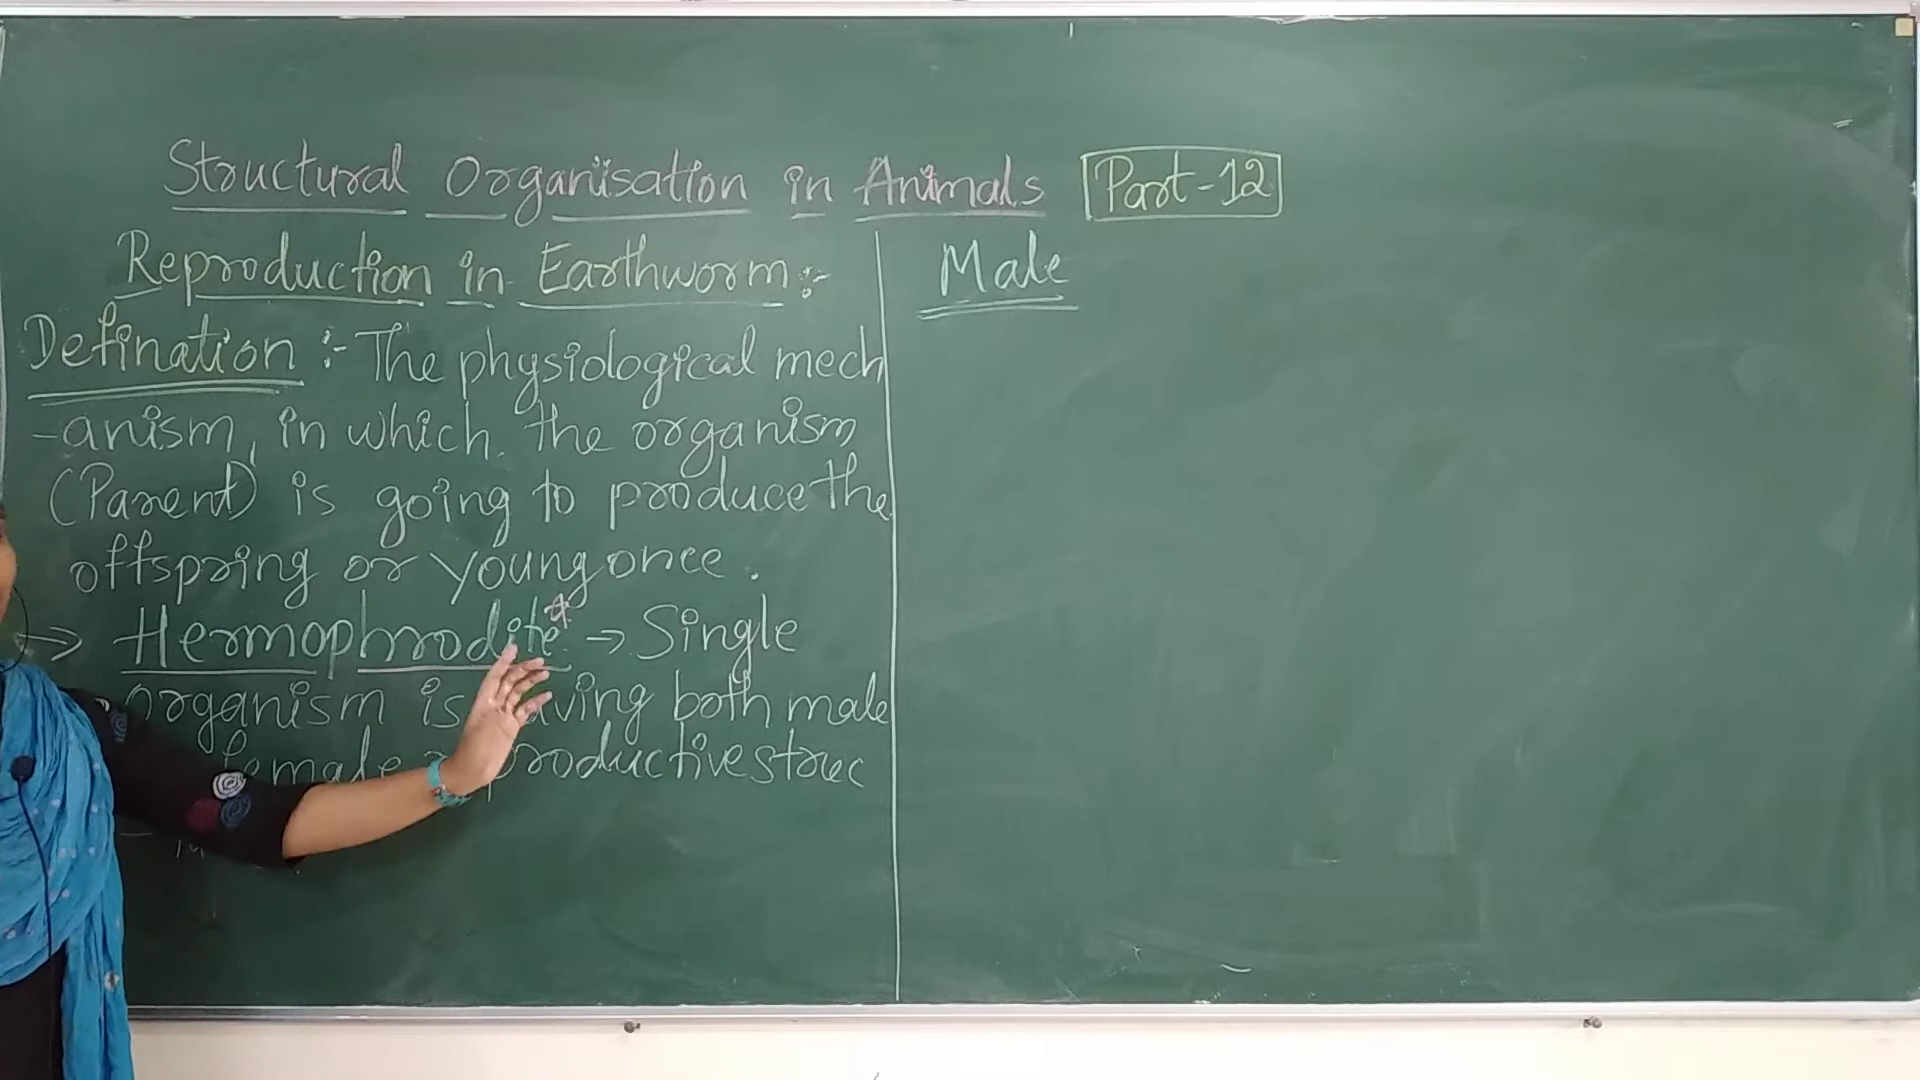 Structural Organisation in Animals Part-12
Reproduction in Earthworm:-
Defination :- The physiological mech
-anism, in which the organism
(Parent) is going to produce the
offspring or young once.
-> Hermophrodite* -> Single
organism is having both male
female productive struc
Male